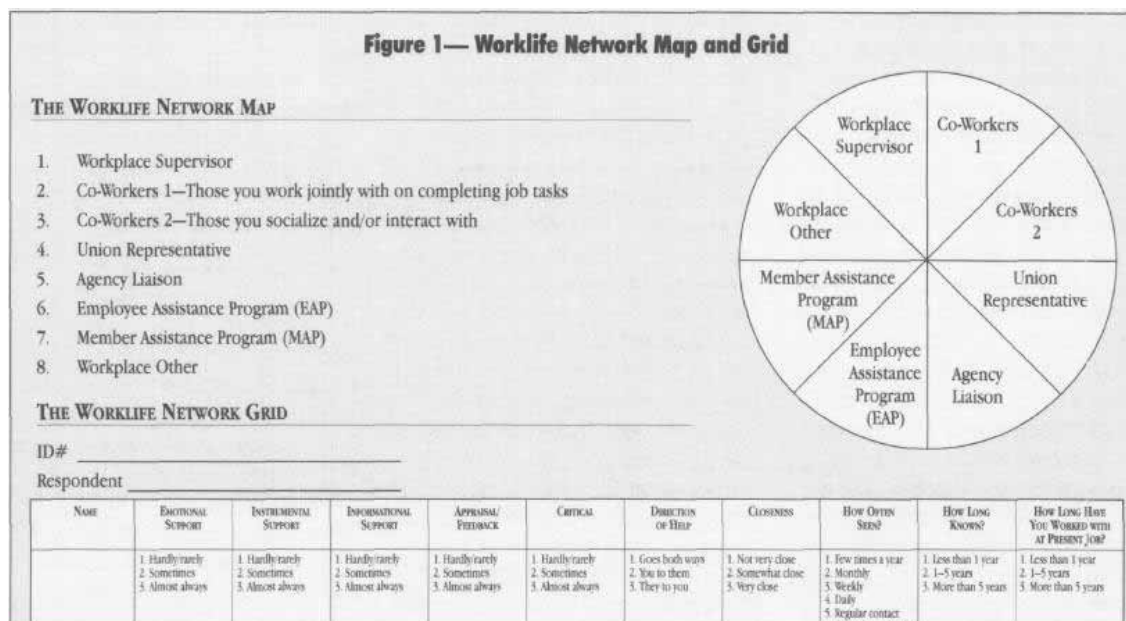 Figure 1— Worklife Network Map and Grid
THE WORKLIFE NETWORK MAP
1. Workplace Supervisor
2. Co-Workers 1—Those you work jointly with on completing job tasks
3. Co-Workers 2—Those you socialize and/or interact with
4. Union Representative
5. Agency Liaison
6. Employee Assistance Program (EAP)
7. Member Assistance Program (MAP)
8. Workplace Other
Workplace
Supervisor
Co-Workers
1
Workplace
Other
Co-Workers
2
Member Assistance
Program
(MAP)
Union
Representative
Employee
Assistance
Program
(EAP)
Agency
Liaison
THE WORKLIFE NETWORK GRID
ID#
Respondent
NAME
EMOTIONAL
SUPPORT
INSTRUMENTAL
SUPPORT
INFORMATIONAL
SUPPORT
APPRAISAL/
FEEDBACK
CRITICAL
DIRECTION
OF HELP
CLOSENESS
HOW OFTEN
SEEN?
HOW LONG
KNOWN?
HOW LONG HAVE
YOU WORKED WITH
AT PRESENT JOB?
1. Hardly/rarely
2. Sometimes
3. Almost always
1. Hardly/rarely
2. Sometimes
3. Almost always
1. Hardly/rarely
2. Sometimes
3. Almost always
1. Hardly/rarely
2. Sometimes
3. Almost always
1. Hardly/rarely
2. Sometimes
3. Almost always
1. Goes both ways
2. You to them
3. They to you
1. Not very close
2. Somewhat close
3. Very close
1. Few times a year
2. Monthly
3. Weekly
4. Daily
5. Regular contact
1. Less than 1 year
2. 1–5 years
3. More than 5 years
1. Less than 1 year
2. 1–5 years
3. More than 5 years